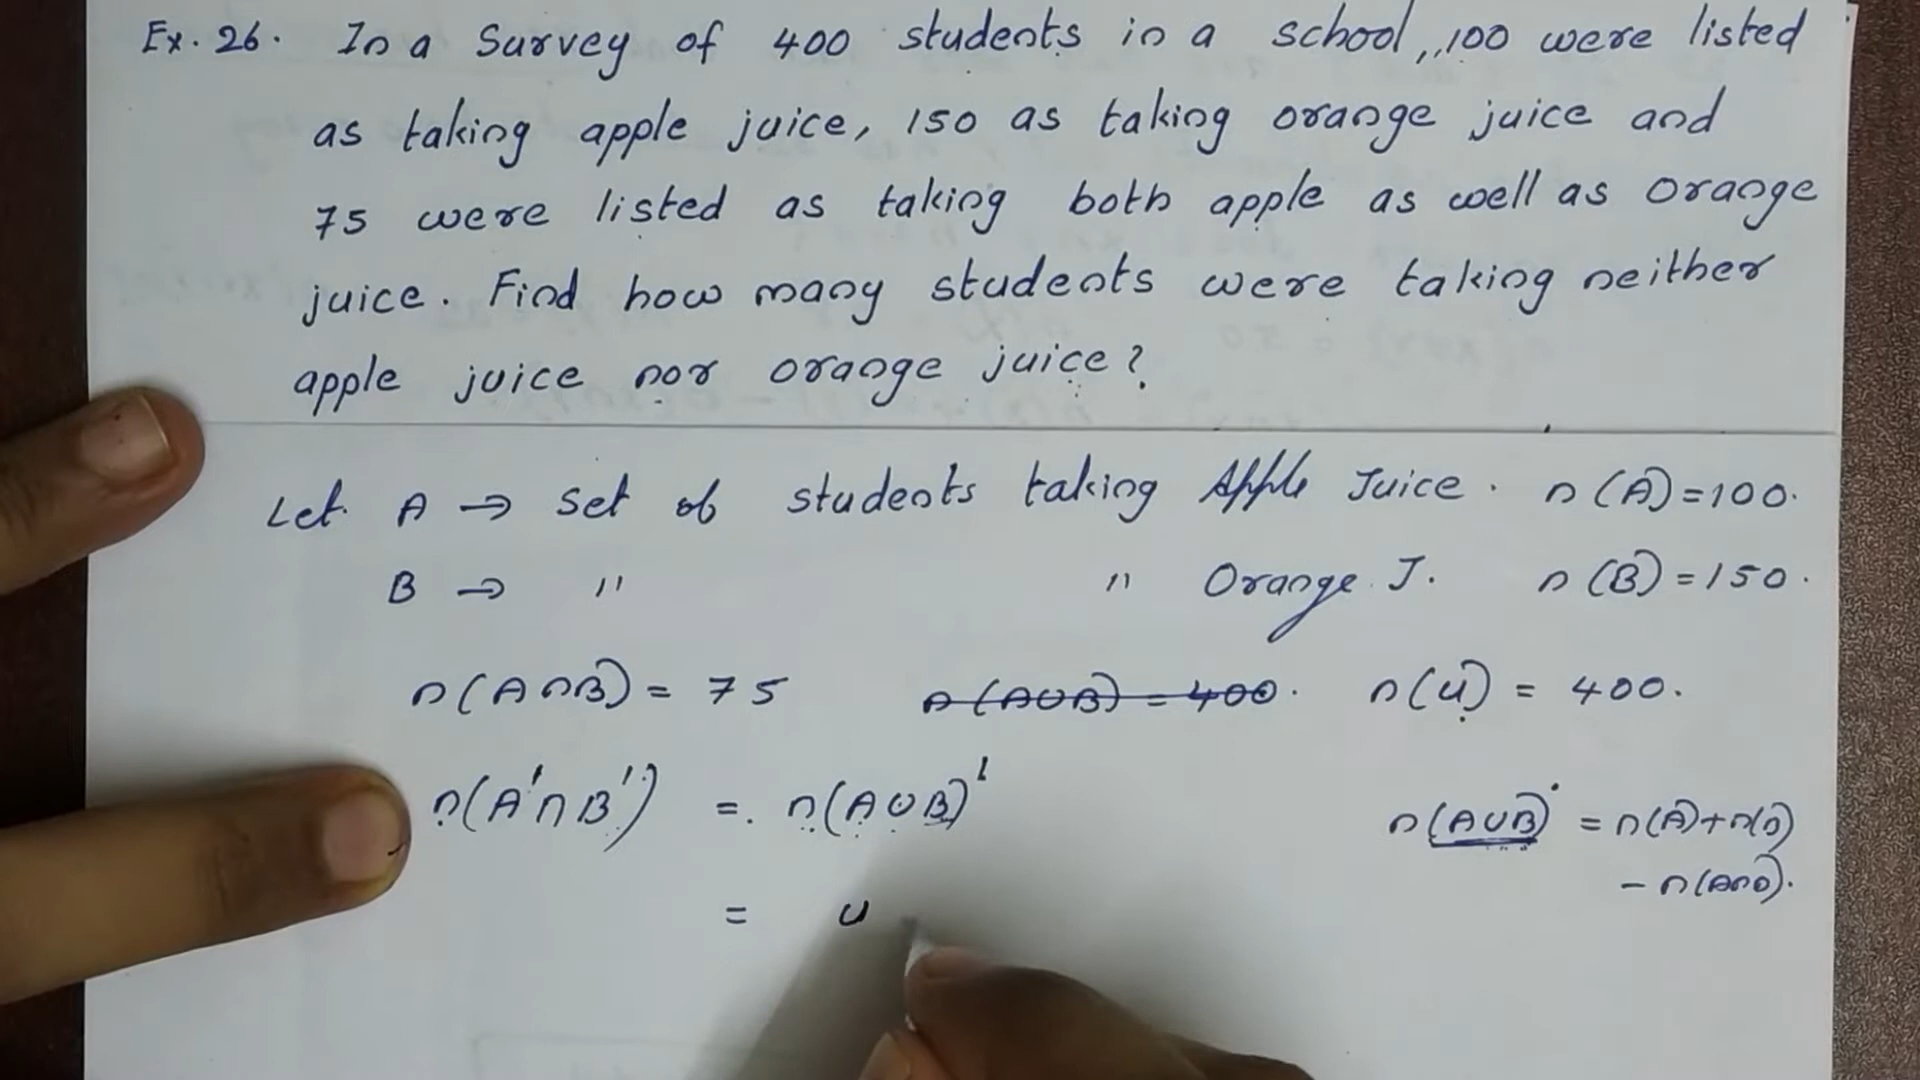 Ex. 26. In a survey of 400 students in a school, 100 were listed
as taking apple juice, 150 as taking orange juice and
75 were listed as taking both apple as well as orange
juice. Find how many students were taking neither
apple juice nor orange juice?
Let A → set of students taking Apple Juice. n(A)=100.
B → " " Orange J. n(B)=150.
n(A∩B) = 75 n(A∪B) = 400. n(U) = 400.
n(A'∩B') = n(A∪B)' n(A∪B) = n(A)+n(B)
- n(A∩B).
= U